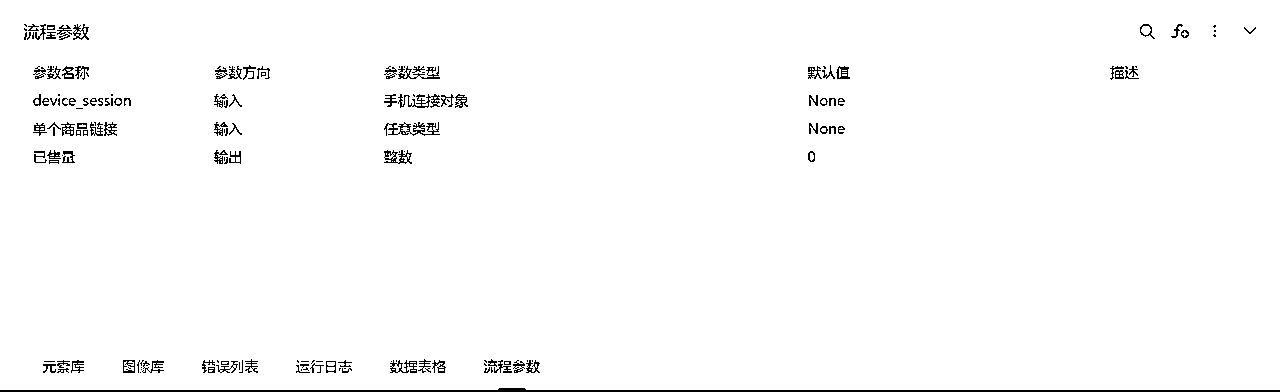 流程参数
参数名称 参数方向 参数类型 默认值 描述
device_session 输入 手机连接对象 None
单个商品链接 输入 任意类型 None
已售量 输出 整数 0
元素库 图像库 错误列表 运行日志 数据表格 流程参数